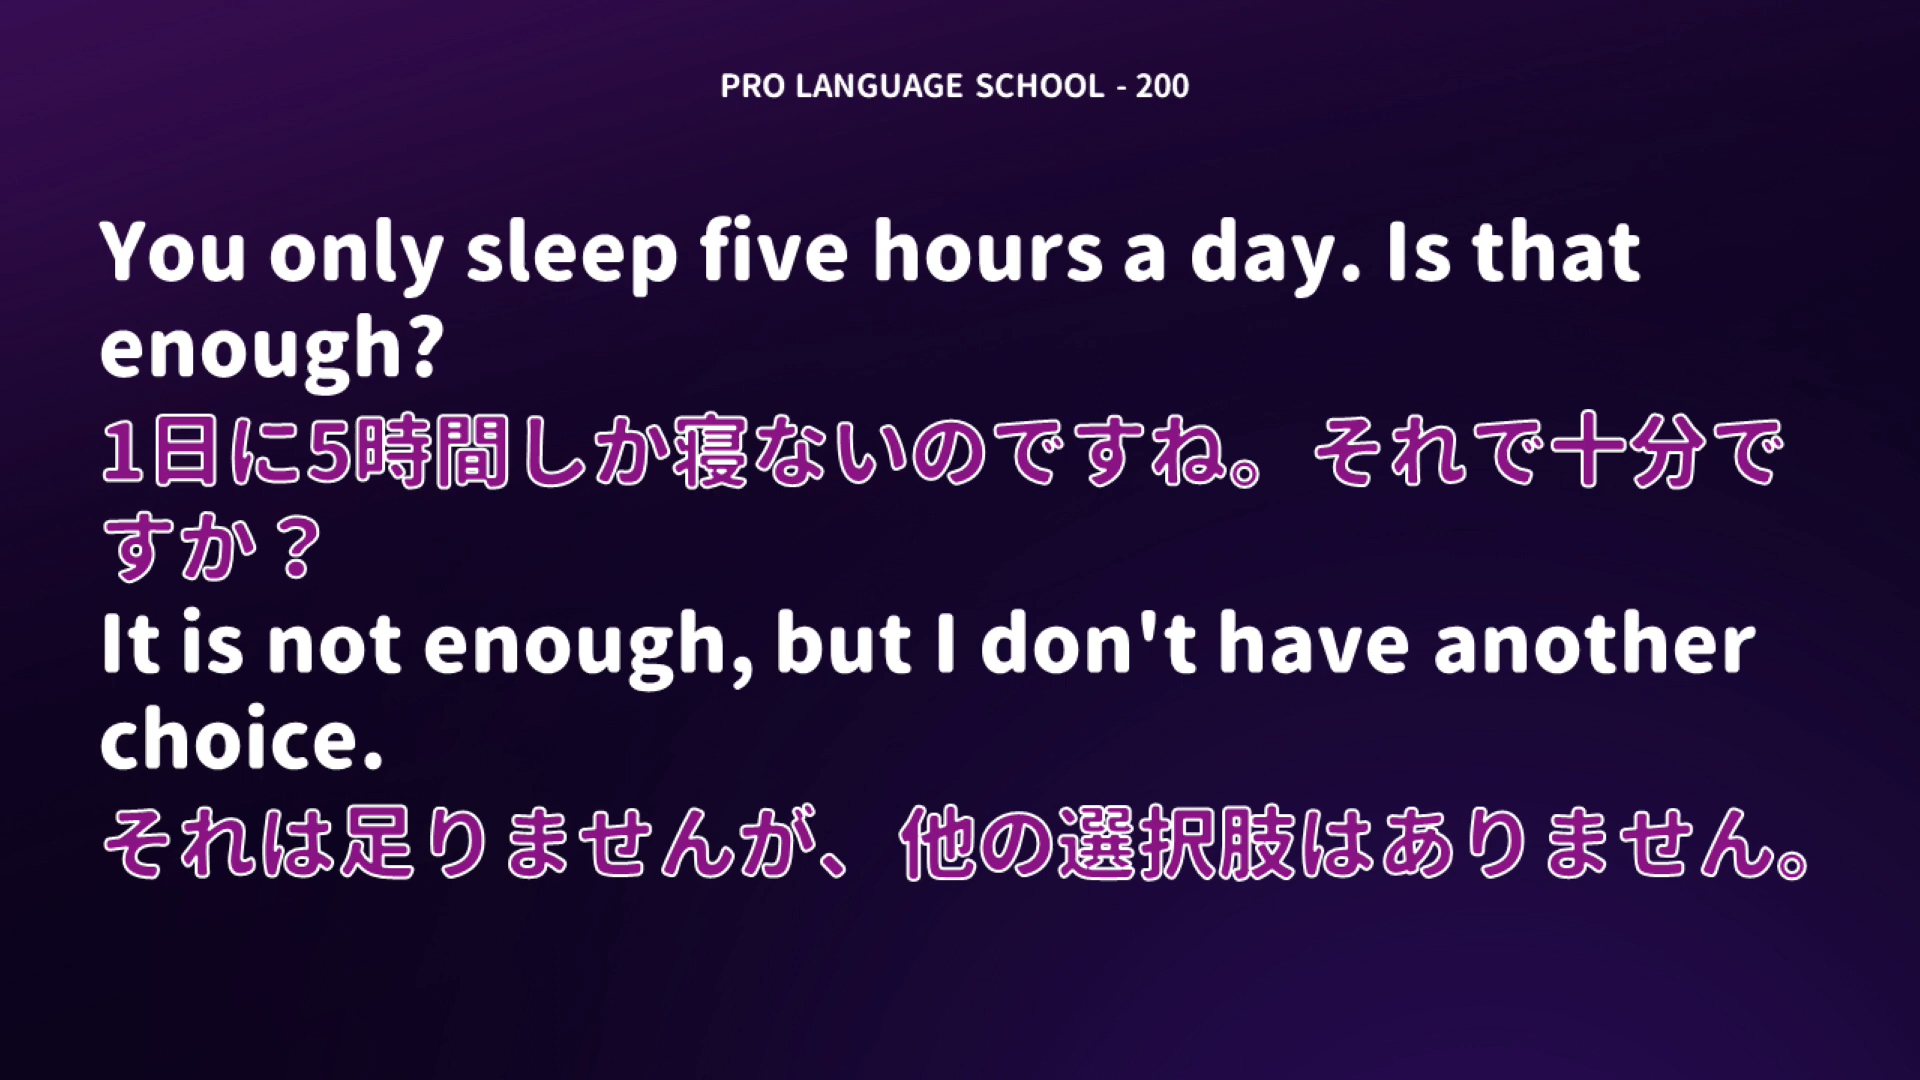 PRO LANGUAGE SCHOOL - 200
You only sleep five hours a day. Is that
enough?
1日に5時間しか寝ないのですね。それで十分で
すか？
It is not enough, but I don't have another
choice.
それは足りませんが、他の選択肢はありません。